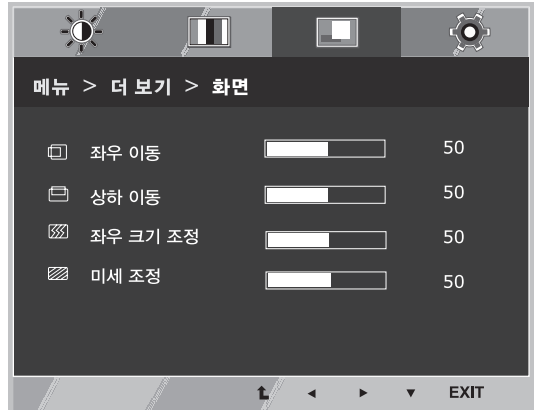 메뉴 > 더 보기 > 화면
좌우 이동 50
상하 이동 50
좌우 크기 조정 50
미세 조정 50
EXIT